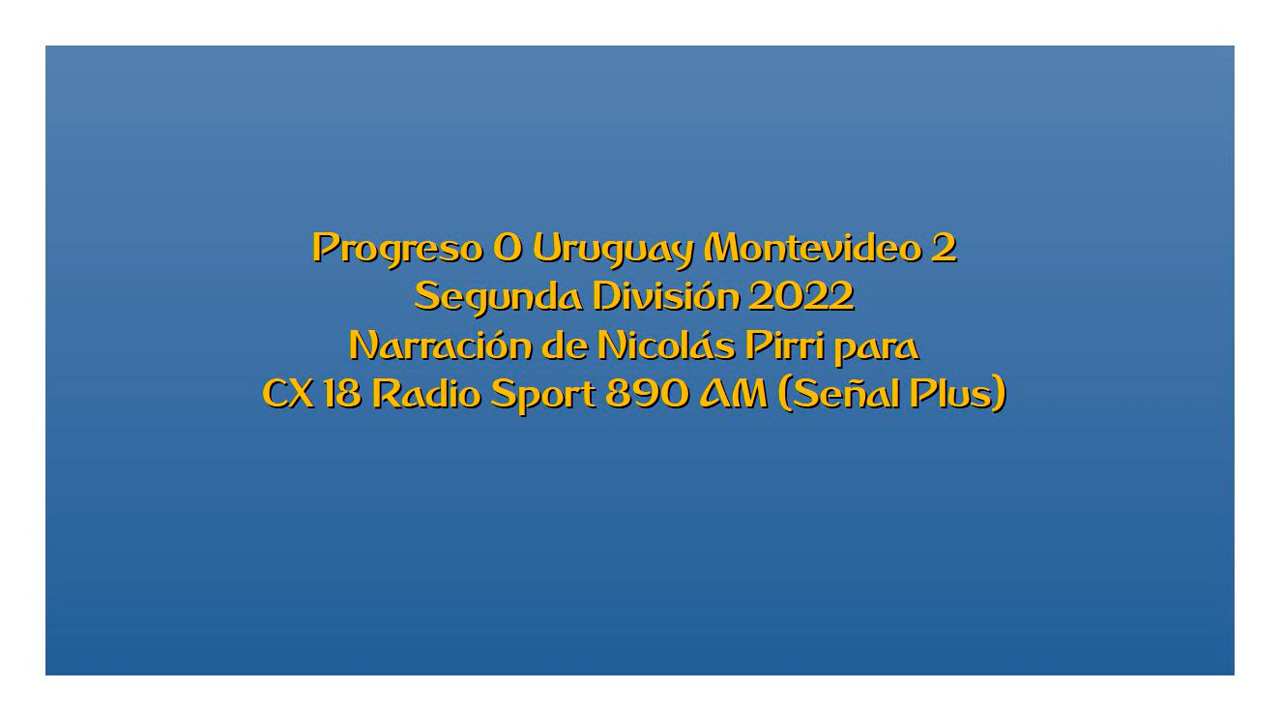 Progreso 0 Uruguay Montevideo 2
Segunda División 2022
Narración de Nicolás Pirri para
CX 18 Radio Sport 890 AM (Señal Plus)